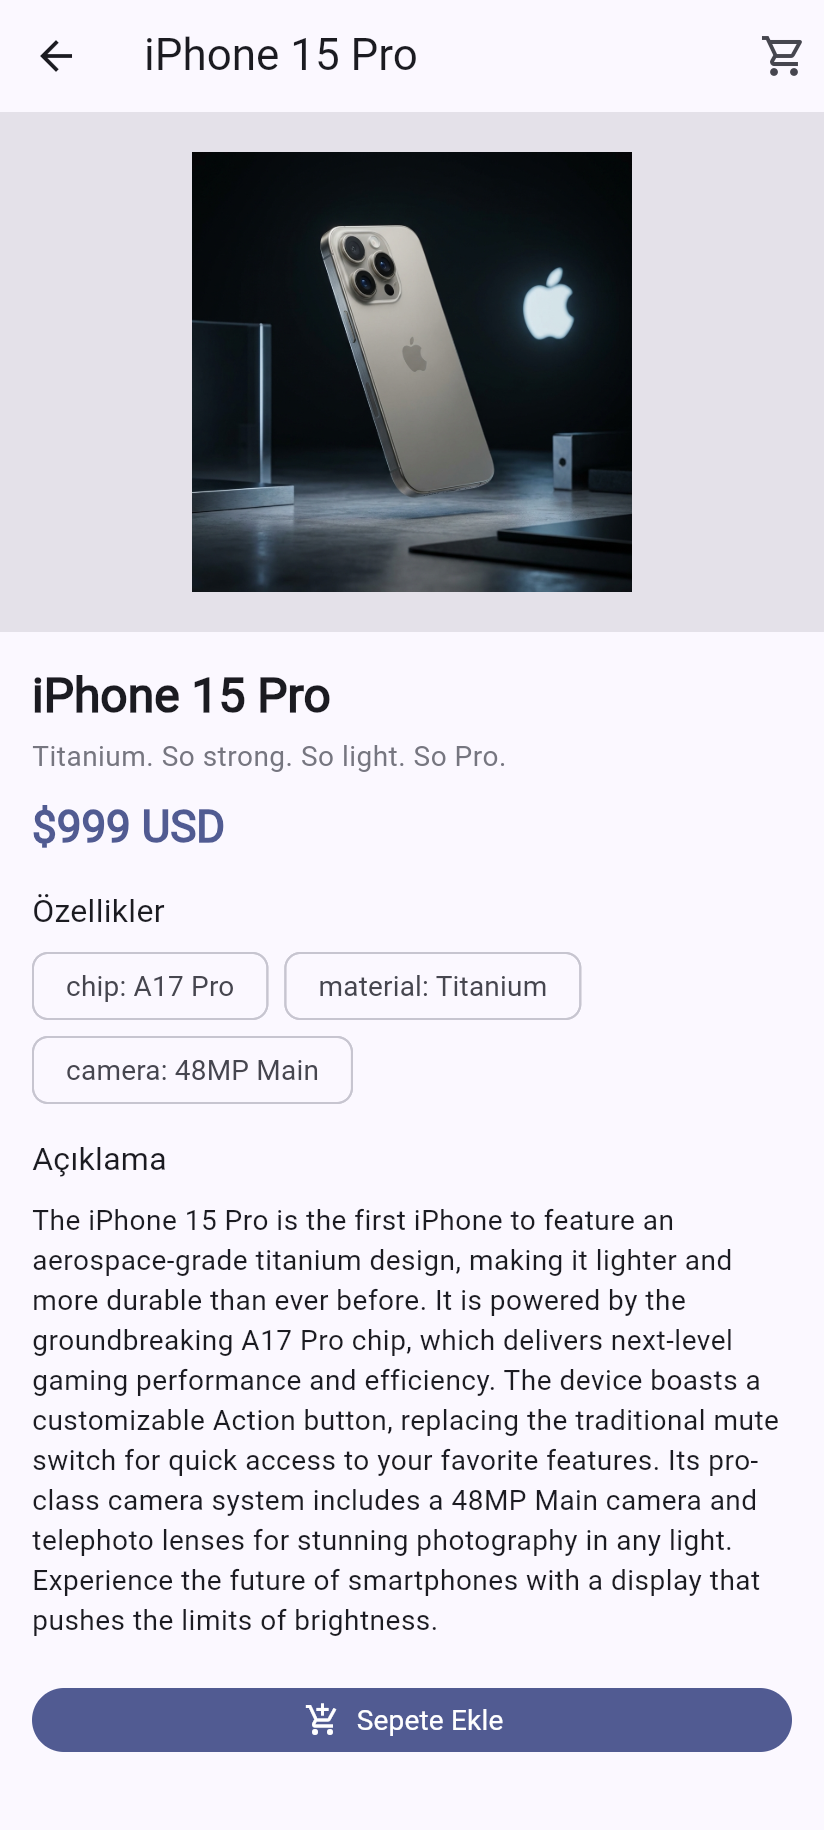 iPhone 15 Pro
iPhone 15 Pro
Titanium. So strong. So light. So Pro.
$999 USD
Özellikler
chip: A17 Pro
material: Titanium
camera: 48MP Main
Açıklama
The iPhone 15 Pro is the first iPhone to feature an
aerospace-grade titanium design, making it lighter and
more durable than ever before. It is powered by the
groundbreaking A17 Pro chip, which delivers next-level
gaming performance and efficiency. The device boasts a
customizable Action button, replacing the traditional mute
switch for quick access to your favorite features. Its pro-
class camera system includes a 48MP Main camera and
telephoto lenses for stunning photography in any light.
Experience the future of smartphones with a display that
pushes the limits of brightness.
Sepete Ekle